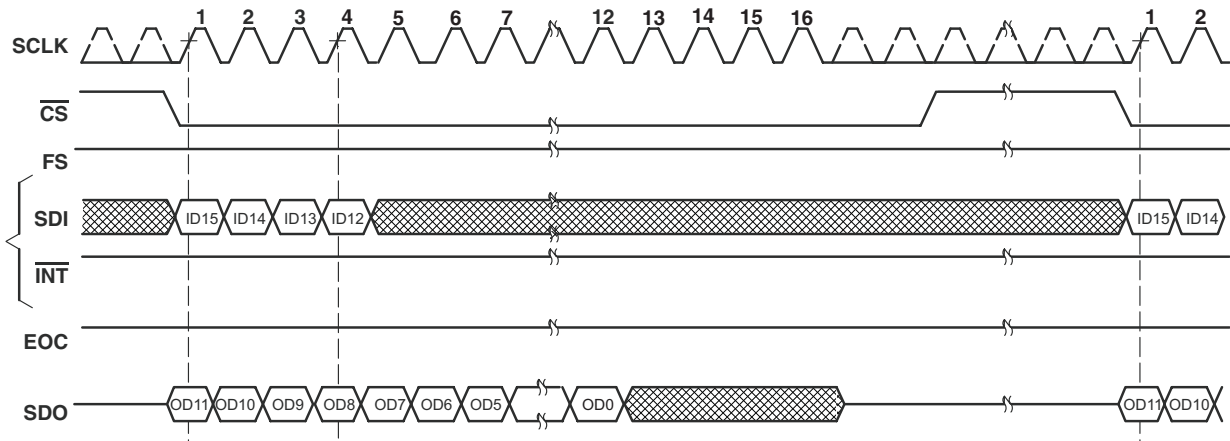 1 2 3 4 5 6 7 12 13 14 15 16 1 2
SCLK
CS
FS
SDI ID15 ID14 ID13 ID12 ID15 ID14
INT
EOC
SDO OD11 OD10 OD9 OD8 OD7 OD6 OD5 OD0 OD11 OD10